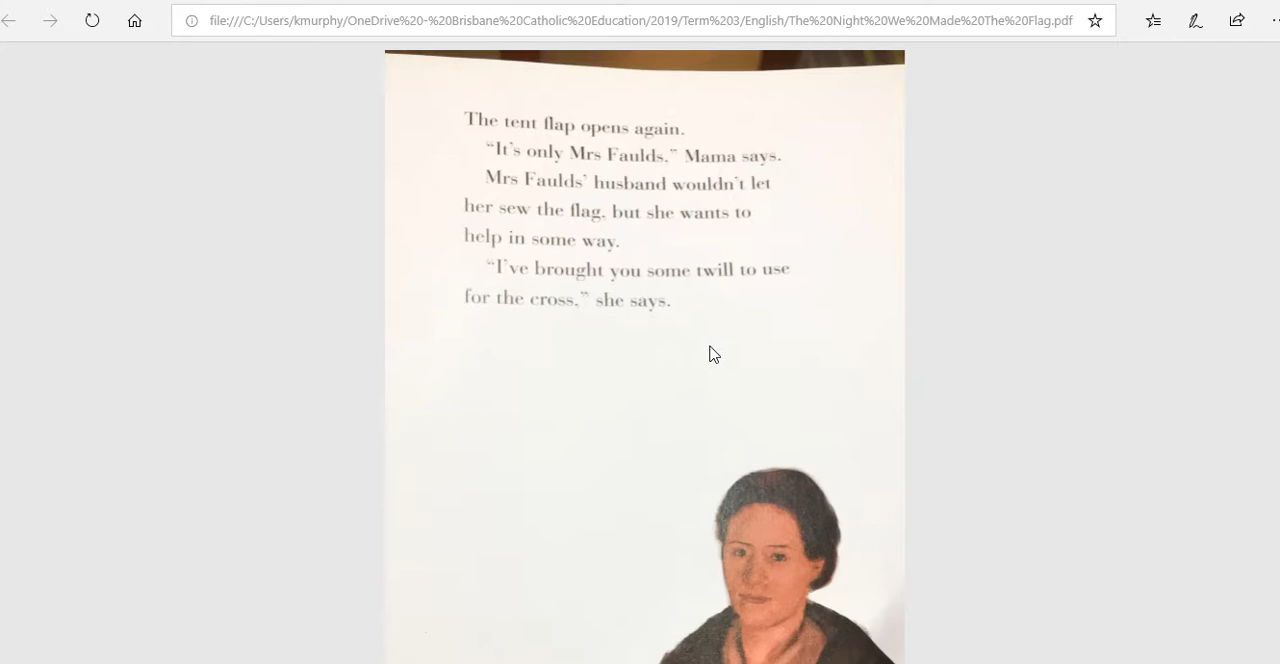 file:///C:/Users/kmurphy/OneDrive%20-%20Brisbane%20Catholic%20Education/2019/Term%203/English/The%20Night%20We%20Made%20The%20Flag.pdf
The tent flap opens again.
“It’s only Mrs Faulds,” Mama says.
Mrs Faulds’ husband wouldn’t let
her sew the flag, but she wants to
help in some way.
“I’ve brought you some twill to use
for the cross,” she says.